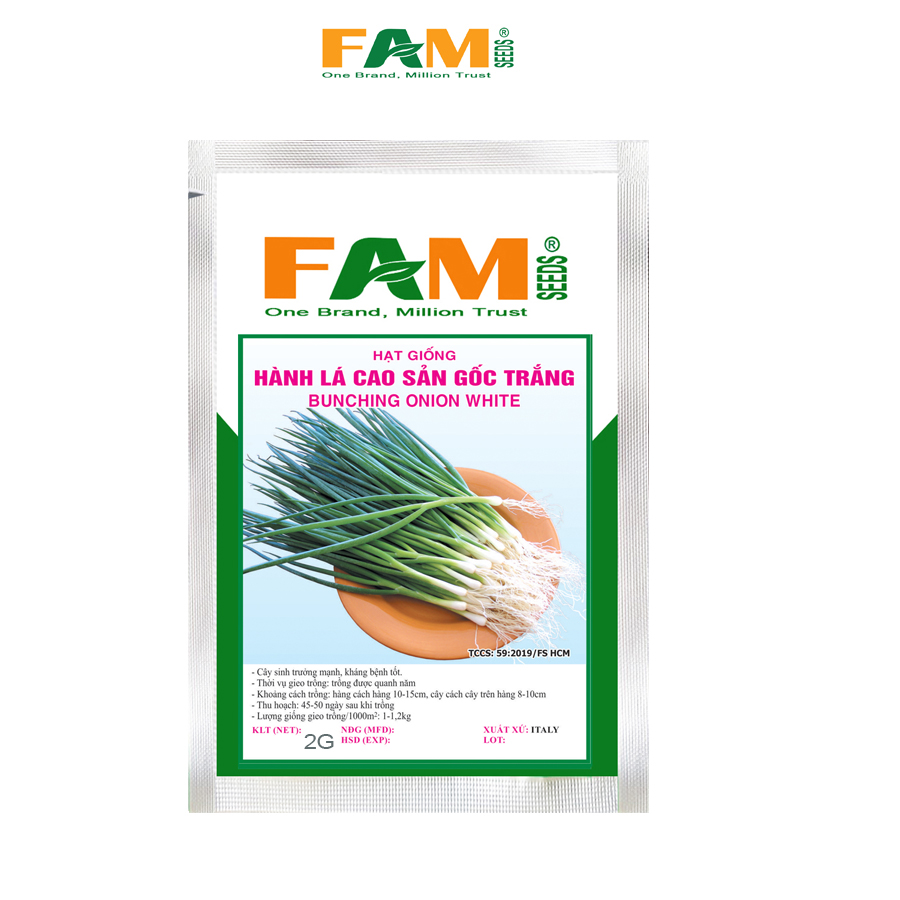 FAM SEEDS®
One Brand, Million Trust
FAM SEEDS®
One Brand, Million Trust
HẠT GIỐNG
HÀNH LÁ CAO SẢN GỐC TRẮNG
BUNCHING ONION WHITE
TCCS: 59:2019/FS HCM
- Cây sinh trưởng mạnh, kháng bệnh tốt.
- Thời vụ gieo trồng: trồng được quanh năm
- Khoảng cách trồng: hàng cách hàng 10-15cm, cây cách cây trên hàng 8-10cm
- Thu hoạch: 45-50 ngày sau khi trồng
- Lượng giống gieo trồng/1000m²: 1-1,2kg
KLT (NET): 2G NĐG (MFD): XUẤT XỨ: ITALY
HSD (EXP): LOT: